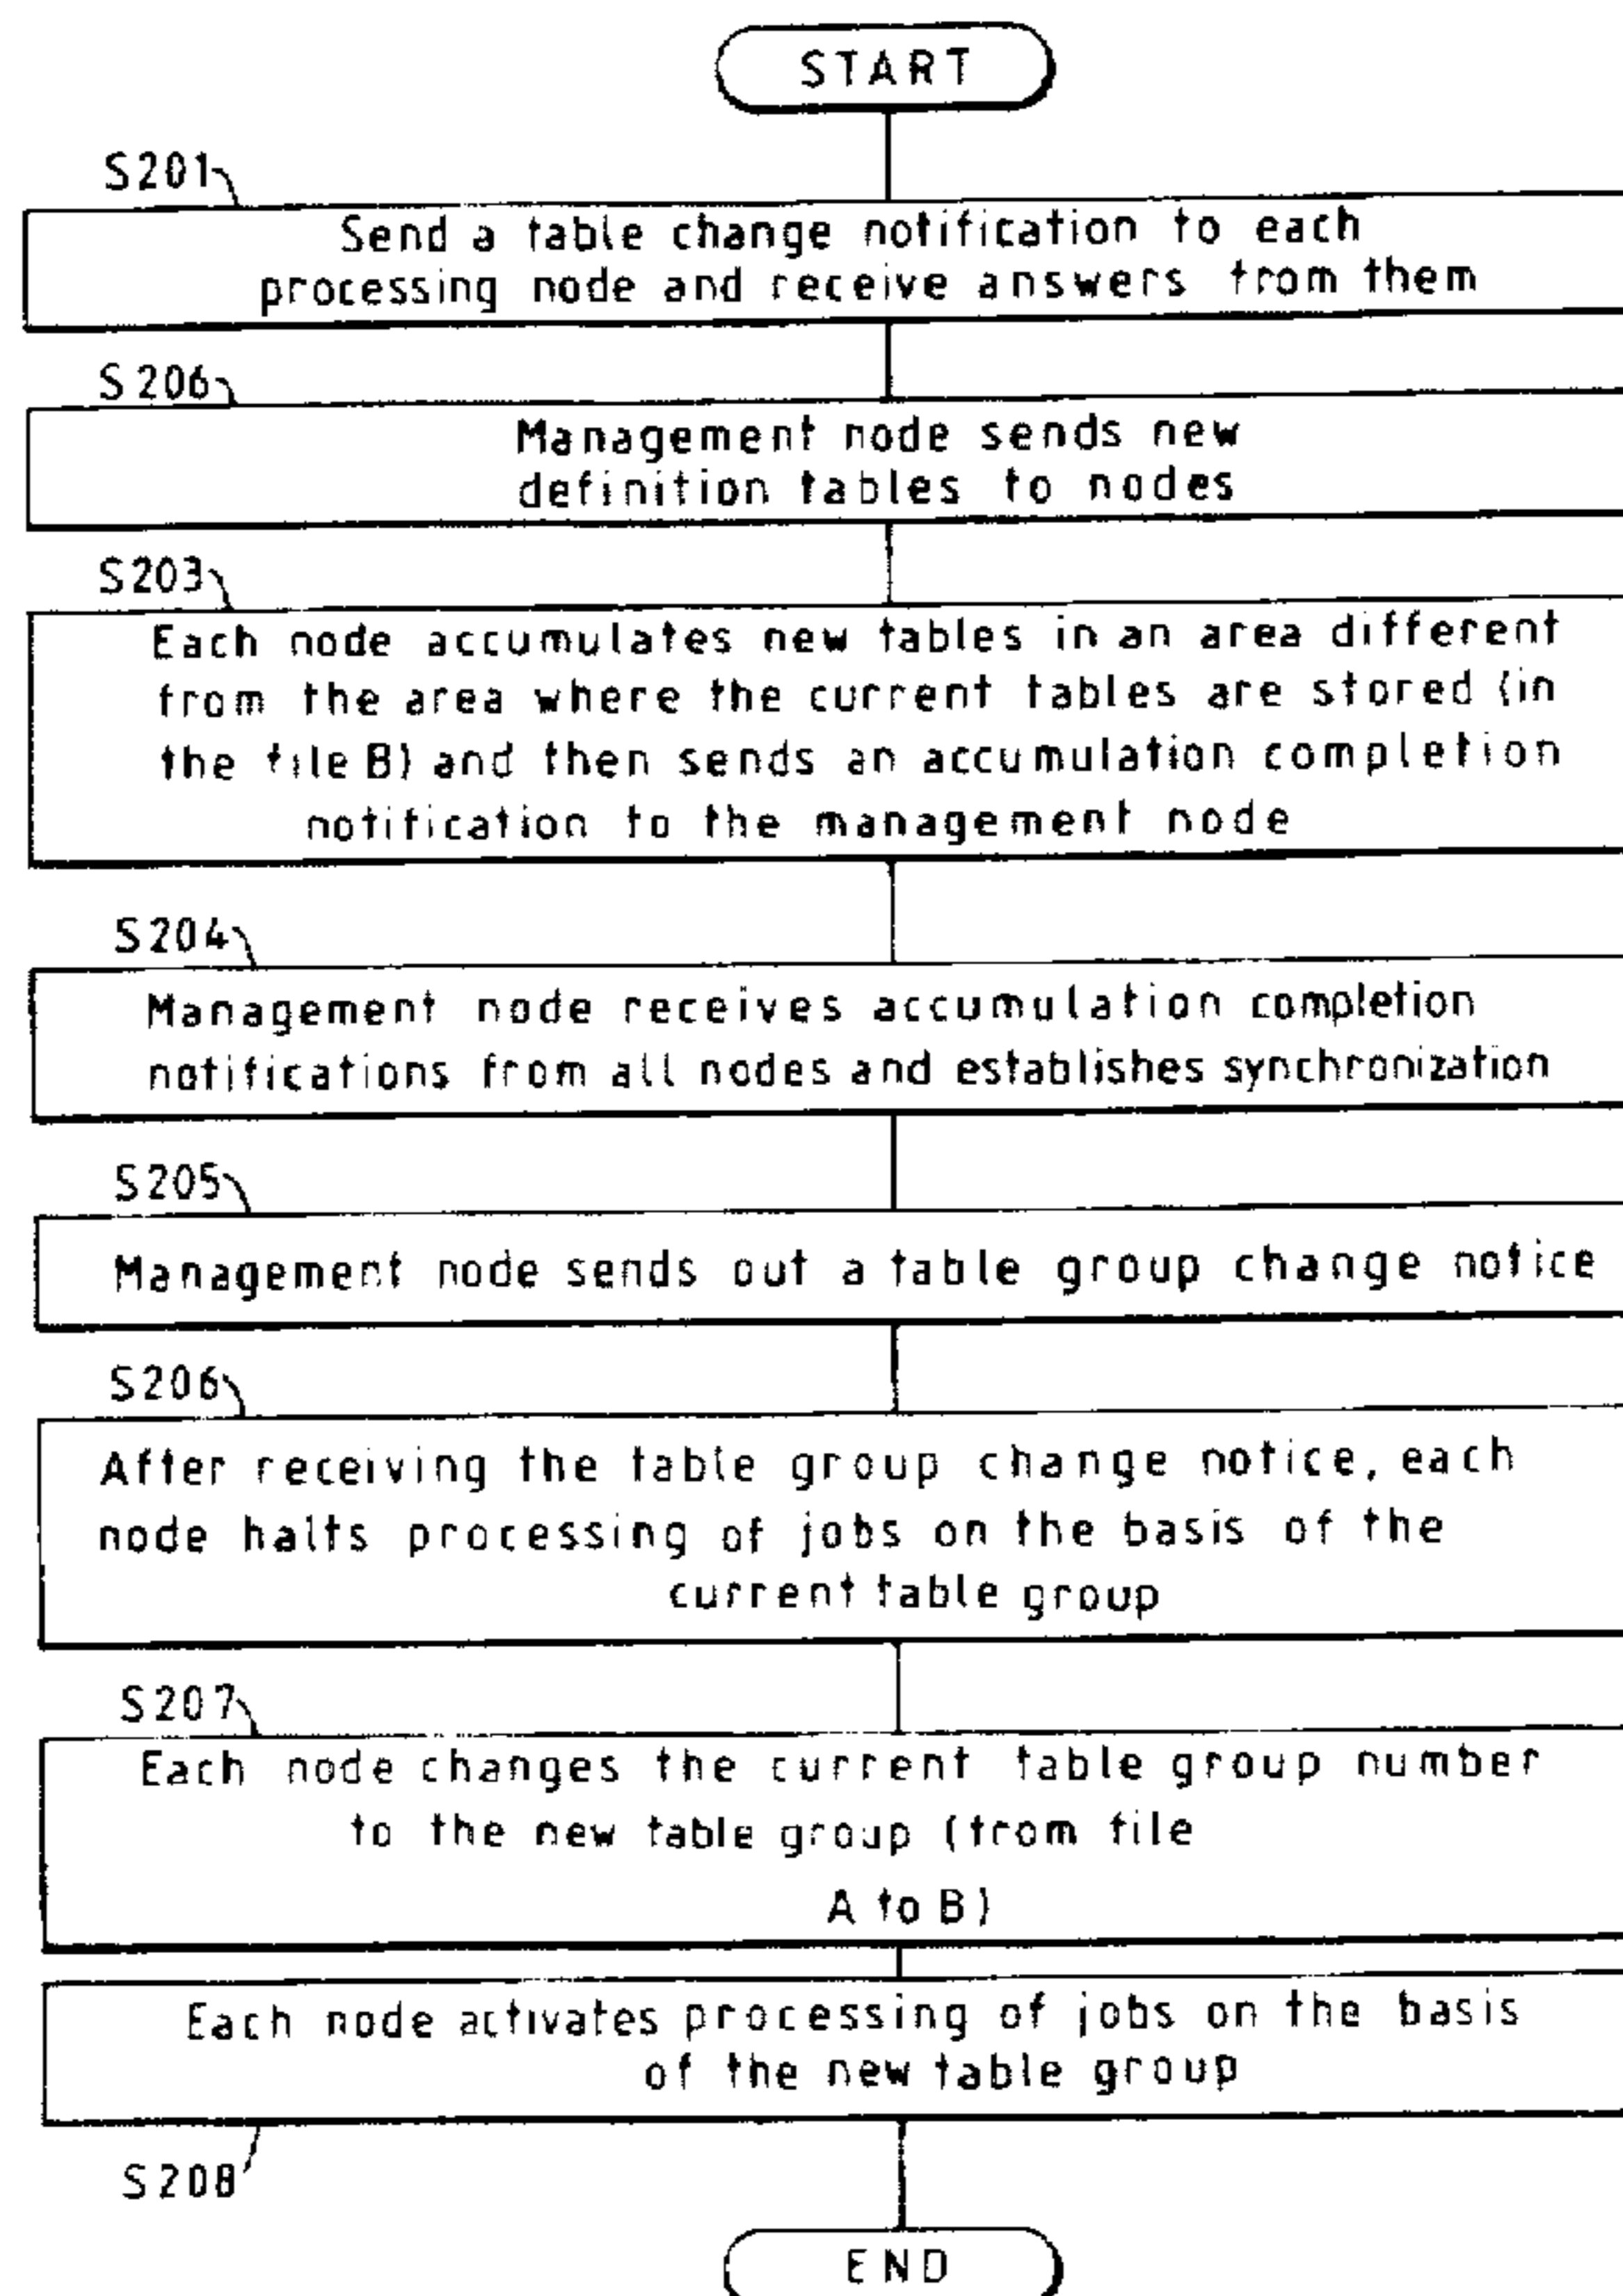 START
S201
Send a table change notification to each
processing node and receive answers from them
S206
Management node sends new
definition tables to nodes
S203
Each node accumulates new tables in an area different
from the area where the current tables are stored (in
the file B) and then sends an accumulation completion
notification to the management node
S204
Management node receives accumulation completion
notifications from all nodes and establishes synchronization
S205
Management node sends out a table group change notice
S206
After receiving the table group change notice, each
node halts processing of jobs on the basis of the
current table group
S207
Each node changes the current table group number
to the new table group (from file
A to B)
Each node activates processing of jobs on the basis
of the new table group
S208
END